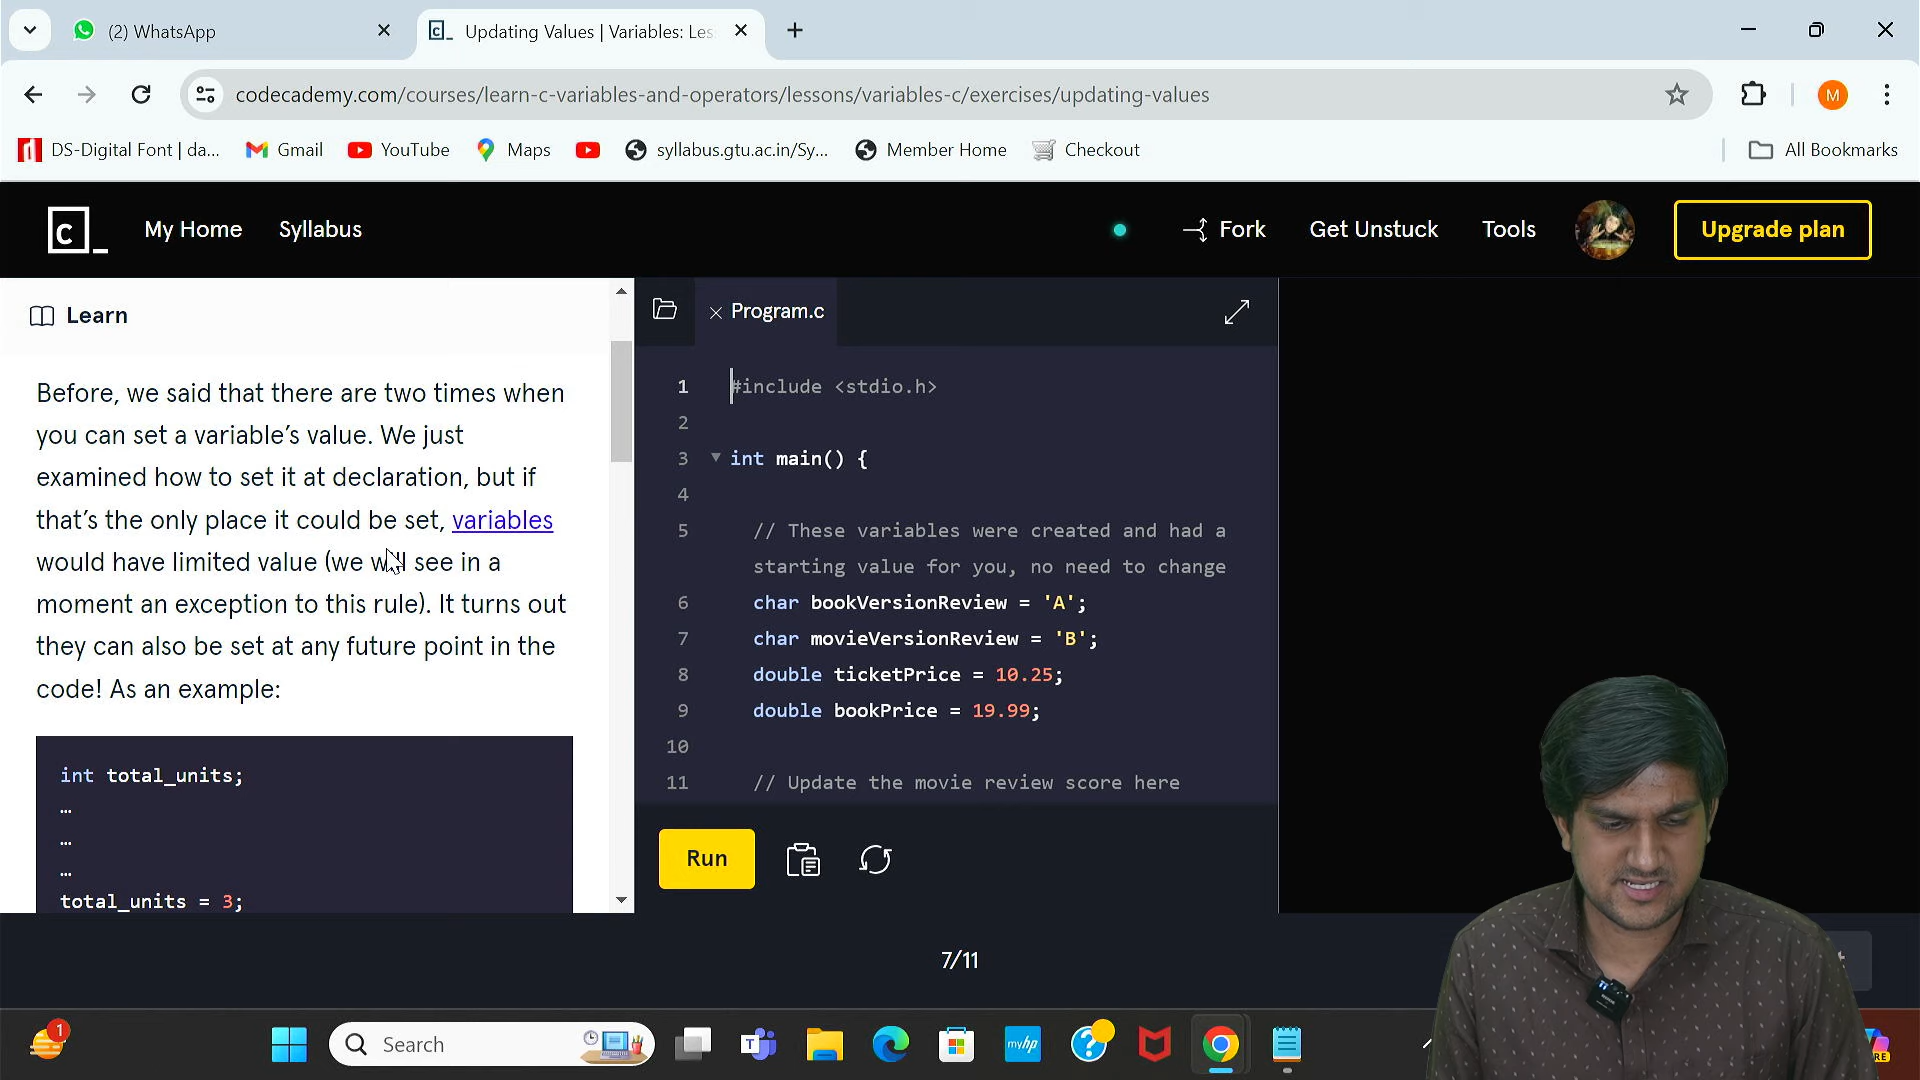 (2) WhatsApp
Updating Values | Variables: Les
codecademy.com/courses/learn-c-variables-and-operators/lessons/variables-c/exercises/updating-values
M
DS-Digital Font | da...
Gmail
YouTube
Maps
syllabus.gtu.ac.in/Sy...
Member Home
Checkout
All Bookmarks
My Home
Syllabus
Fork
Get Unstuck
Tools
Upgrade plan
Learn
Before, we said that there are two times when
you can set a variable’s value. We just
examined how to set it at declaration, but if
that’s the only place it could be set, variables
would have limited value (we will see in a
moment an exception to this rule). It turns out
they can also be set at any future point in the
code! As an example:
int total_units;
…
…
…
total_units = 3;
Program.c
1 #include <stdio.h>
2
3 int main() {
4
5 // These variables were created and had a
starting value for you, no need to change
6 char bookVersionReview = 'A';
7 char movieVersionReview = 'B';
8 double ticketPrice = 10.25;
9 double bookPrice = 19.99;
10
11 // Update the movie review score here
Run
7/11
1
Search
myhp